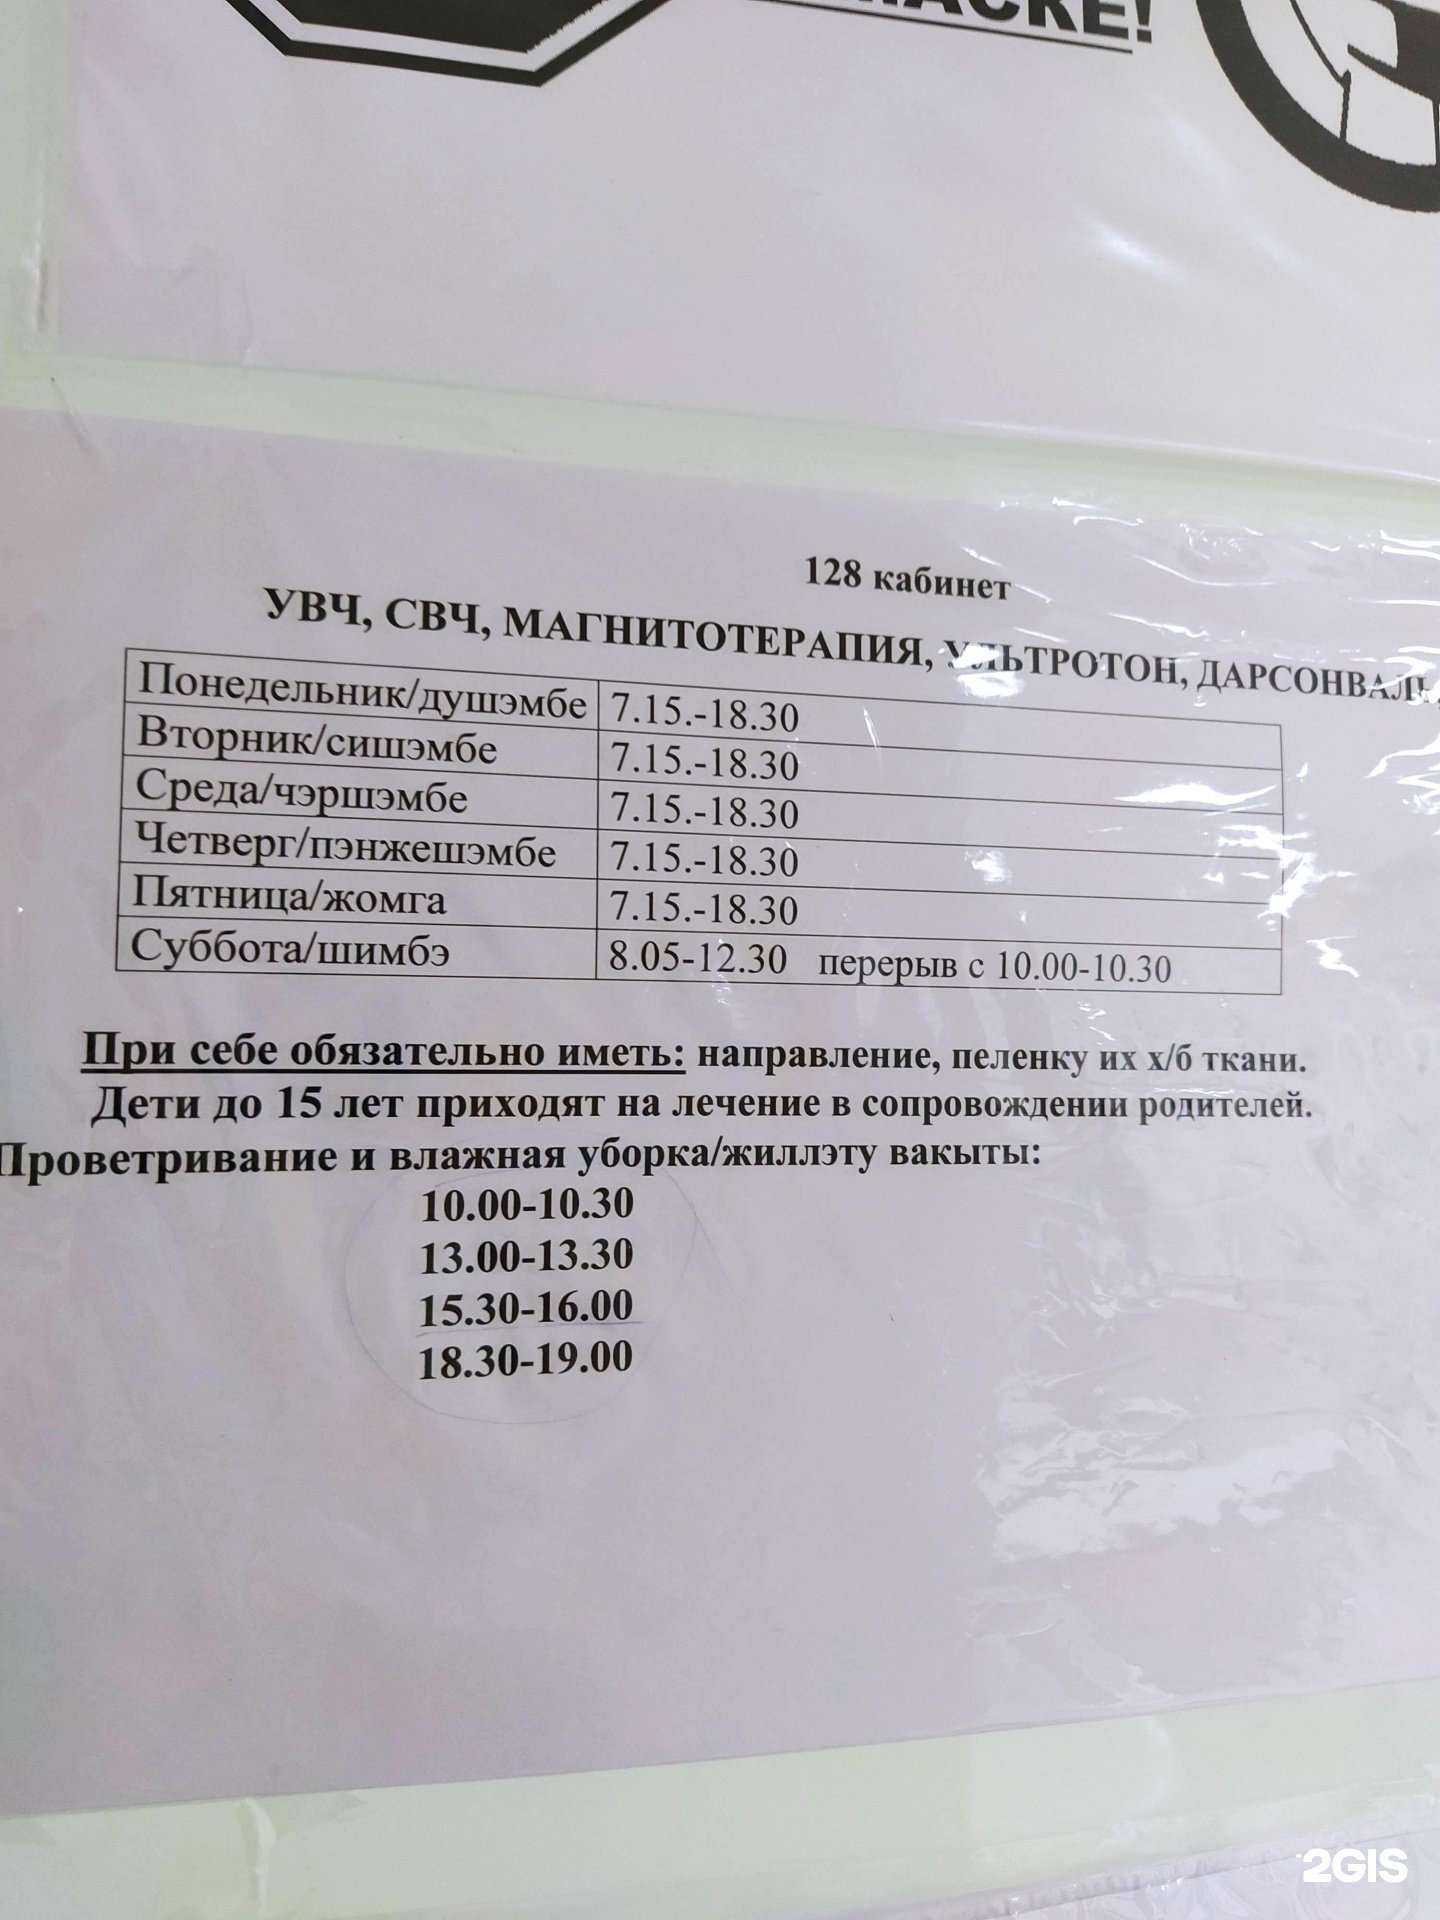 МАСКЕ!
128 кабинет
УВЧ, СВЧ, МАГНИТОТЕРАПИЯ, УЛЬТРОТОН, ДАРСОНВАЛЬ,
Понедельник/душэмбе 7.15.-18.30
Вторник/сишэмбе 7.15.-18.30
Среда/чэршэмбе 7.15.-18.30
Четверг/пэнжешэмбе 7.15.-18.30
Пятница/жомга 7.15.-18.30
Суббота/шимбэ 8.05-12.30 перерыв с 10.00-10.30
При себе обязательно иметь: направление, пеленку их х/б ткани.
Дети до 15 лет приходят на лечение в сопровождении родителей.
Проветривание и влажная уборка/жиллэту вакыты:
10.00-10.30
13.00-13.30
15.30-16.00
18.30-19.00
2GIS